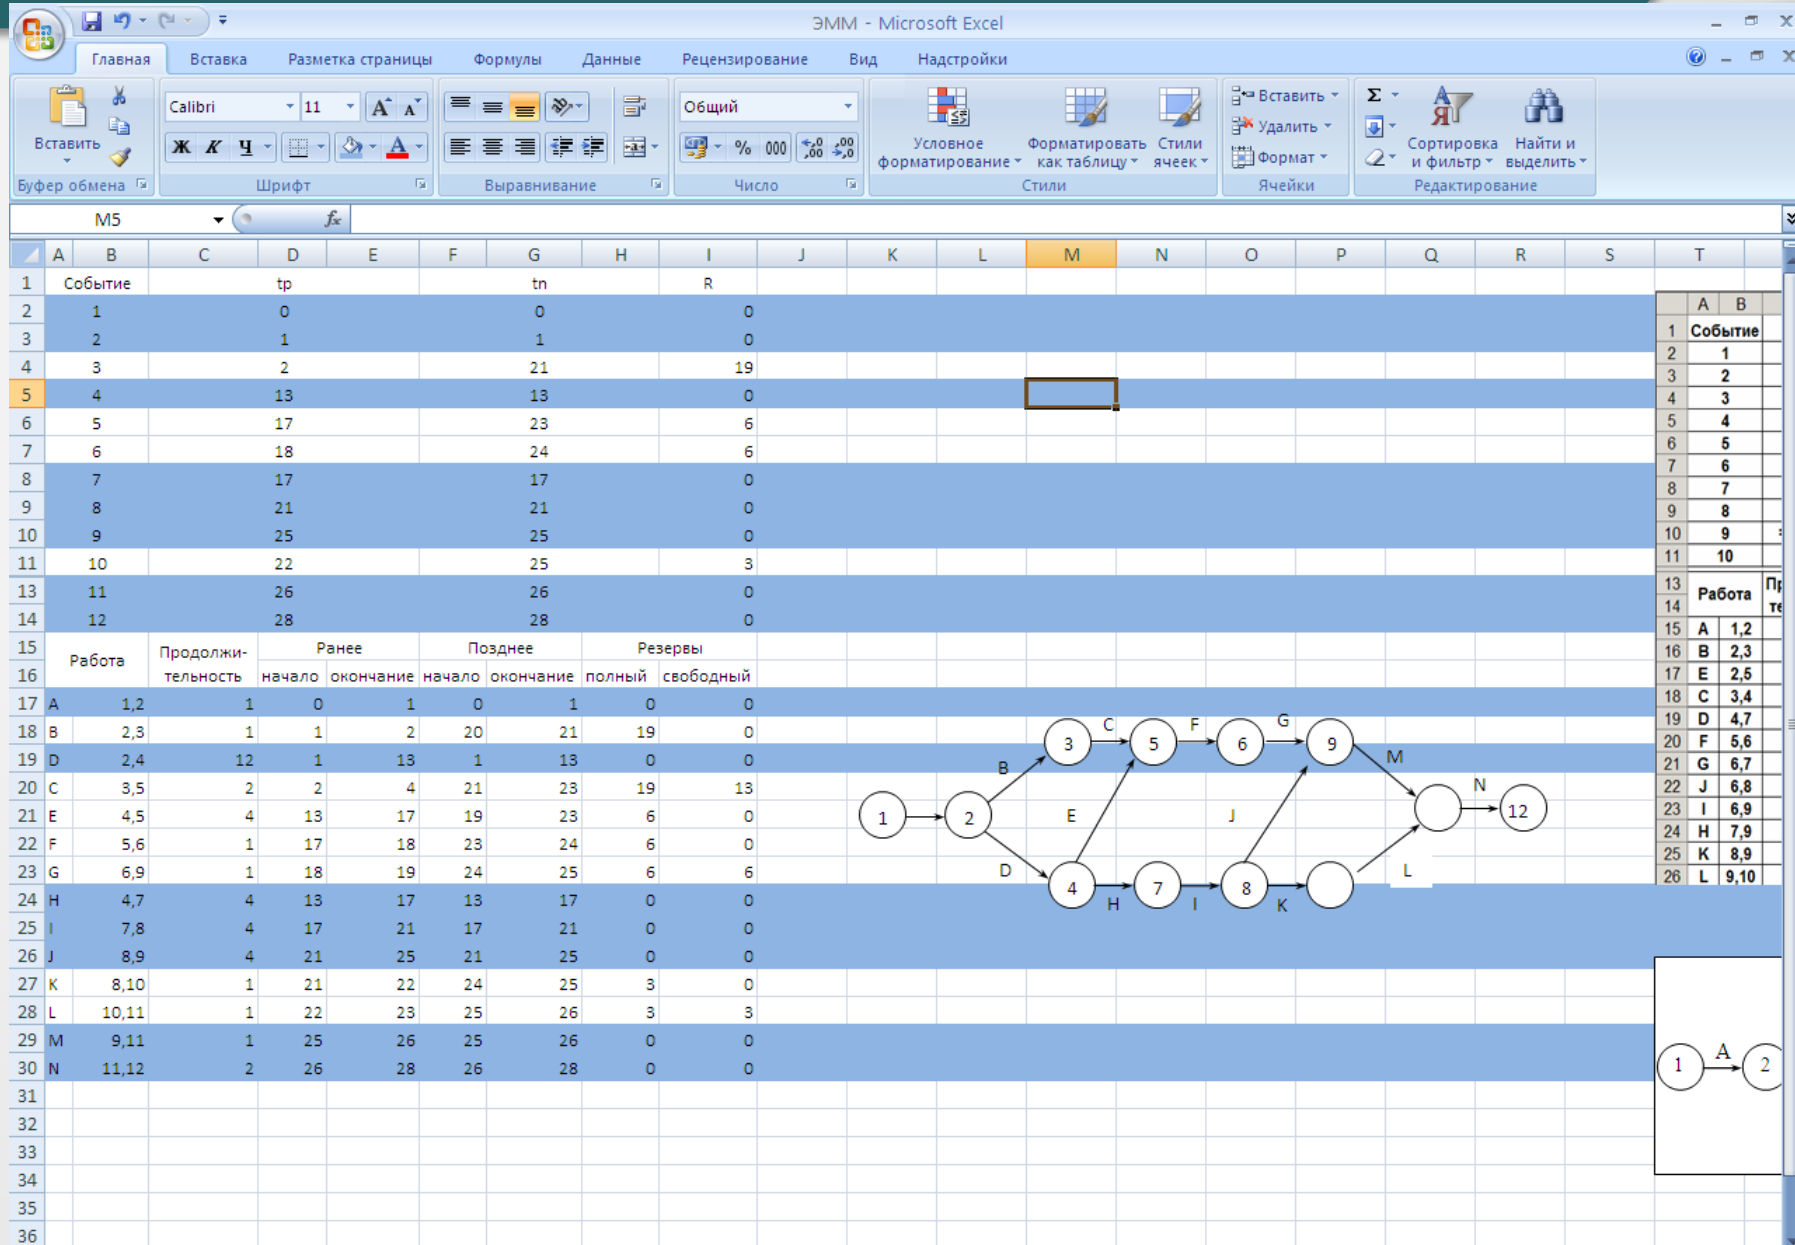 ЭММ - Microsoft Excel
Главная Вставка Разметка страницы Формулы Данные Рецензирование Вид Надстройки
Вставить
Буфер обмена
Calibri 11
Ж К Ч
Шрифт
Выравнивание
Общий
% 000
Число
Условное форматирование
Форматировать как таблицу
Стили ячеек
Стили
Вставить
Удалить
Формат
Ячейки
Σ
Сортировка и фильтр
Найти и выделить
Редактирование
M5 fx
A B C D E F G H I J K L M N O P Q R S T
1 Событие tр tп R
2 1 0 0 0
3 2 1 1 0
4 3 2 21 19
5 4 13 13 0
6 5 17 23 6
7 6 18 24 6
8 7 17 17 0
9 8 21 21 0
10 9 25 25 0
11 10 22 25 3
13 11 26 26 0
14 12 28 28 0
15 Работа Продолжи- Ранее Позднее Резервы
16 тельность начало окончание начало окончание полный свободный
17 A 1,2 1 0 1 0 1 0 0
18 B 2,3 1 1 2 20 21 19 0
19 D 2,4 12 1 13 1 13 0 0
20 C 3,5 2 2 4 21 23 19 13
21 E 4,5 4 13 17 19 23 6 0
22 F 5,6 1 17 18 23 24 6 0
23 G 6,9 1 18 19 24 25 6 6
24 H 4,7 4 13 17 13 17 0 0
25 I 7,8 4 17 21 17 21 0 0
26 J 8,9 4 21 25 21 25 0 0
27 K 8,10 1 21 22 24 25 3 0
28 L 10,11 1 22 23 25 26 3 3
29 M 9,11 1 25 26 25 26 0 0
30 N 11,12 2 26 28 26 28 0 0
31
32
33
34
35
36
C F G
3 5 6 9
B M
N
1 2 E J 12
D L
4 7 8
H I K
A B
1 Событие
2 1
3 2
4 3
5 4
6 5
7 6
8 7
9 8
10 9
11 10
13 Работа
14
15 A 1,2
16 B 2,3
17 E 2,5
18 C 3,4
19 D 4,7
20 F 5,6
21 G 6,7
22 J 6,8
23 I 6,9
24 H 7,9
25 K 8,9
26 L 9,10
A
1 2